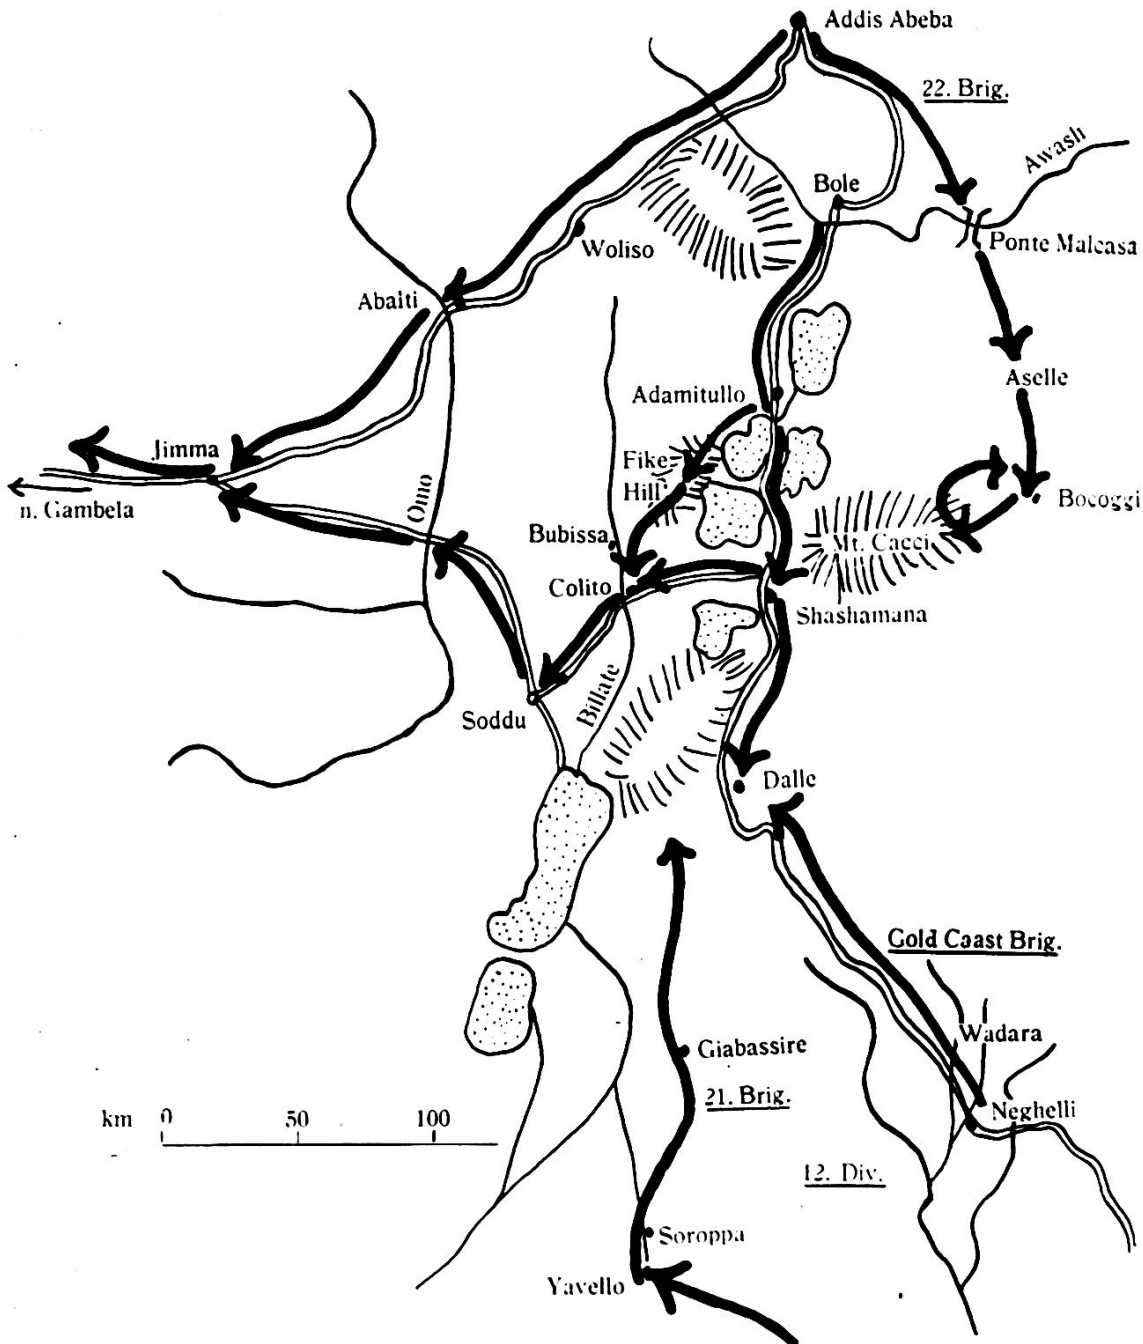 Addis Abeba
22. Brig.
Awash
Bole
Ponte Malcasa
Woliso
Abalti
Aselle
Adamitullo
Jimma
Fike
Hill
Bocoggi
n. Gambela
Omo
Bubissa
Mt. Cacci
Colito
Shashamana
Billate
Soddu
Dalle
Gold Coast Brig.
Wadara
Giabassire
21. Brig.
Neghelli
km 0 50 100
12. Div.
Soroppa
Yavello